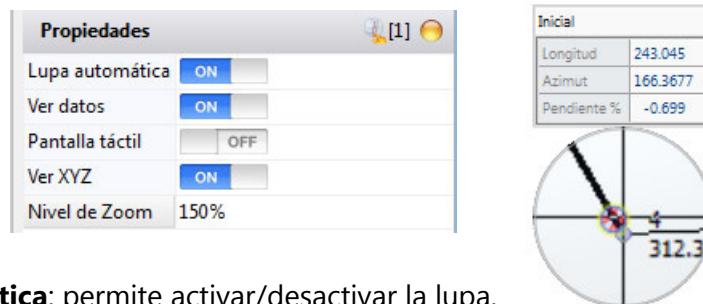 Propiedades [1]
Lupa automática ON
Ver datos ON
Pantalla táctil OFF
Ver XYZ ON
Nivel de Zoom 150%
Inicial
Longitud 243.045
Azimut 166.3677
Pendiente % -0.699
4
312.3
tica: permite activar/desactivar la lupa.